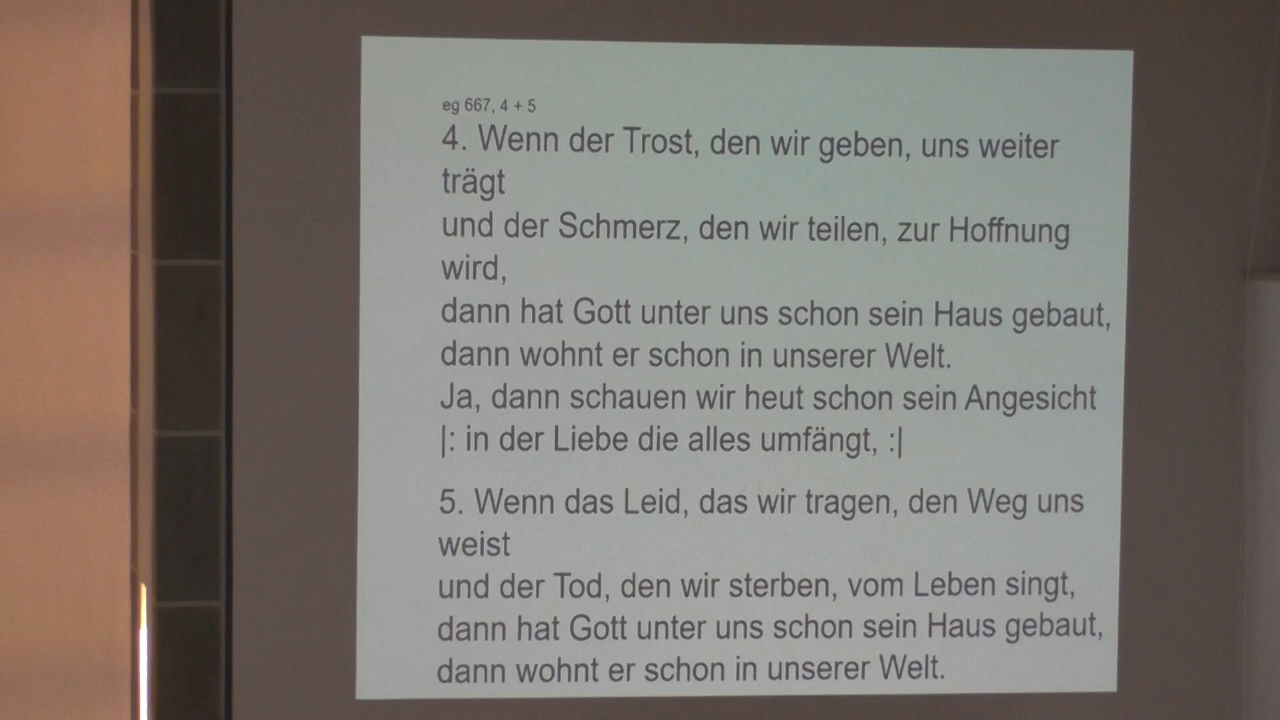 eg 667, 4 + 5
4. Wenn der Trost, den wir geben, uns weiter
trägt
und der Schmerz, den wir teilen, zur Hoffnung
wird,
dann hat Gott unter uns schon sein Haus gebaut,
dann wohnt er schon in unserer Welt.
Ja, dann schauen wir heut schon sein Angesicht
|: in der Liebe die alles umfängt, :|
5. Wenn das Leid, das wir tragen, den Weg uns
weist
und der Tod, den wir sterben, vom Leben singt,
dann hat Gott unter uns schon sein Haus gebaut,
dann wohnt er schon in unserer Welt.